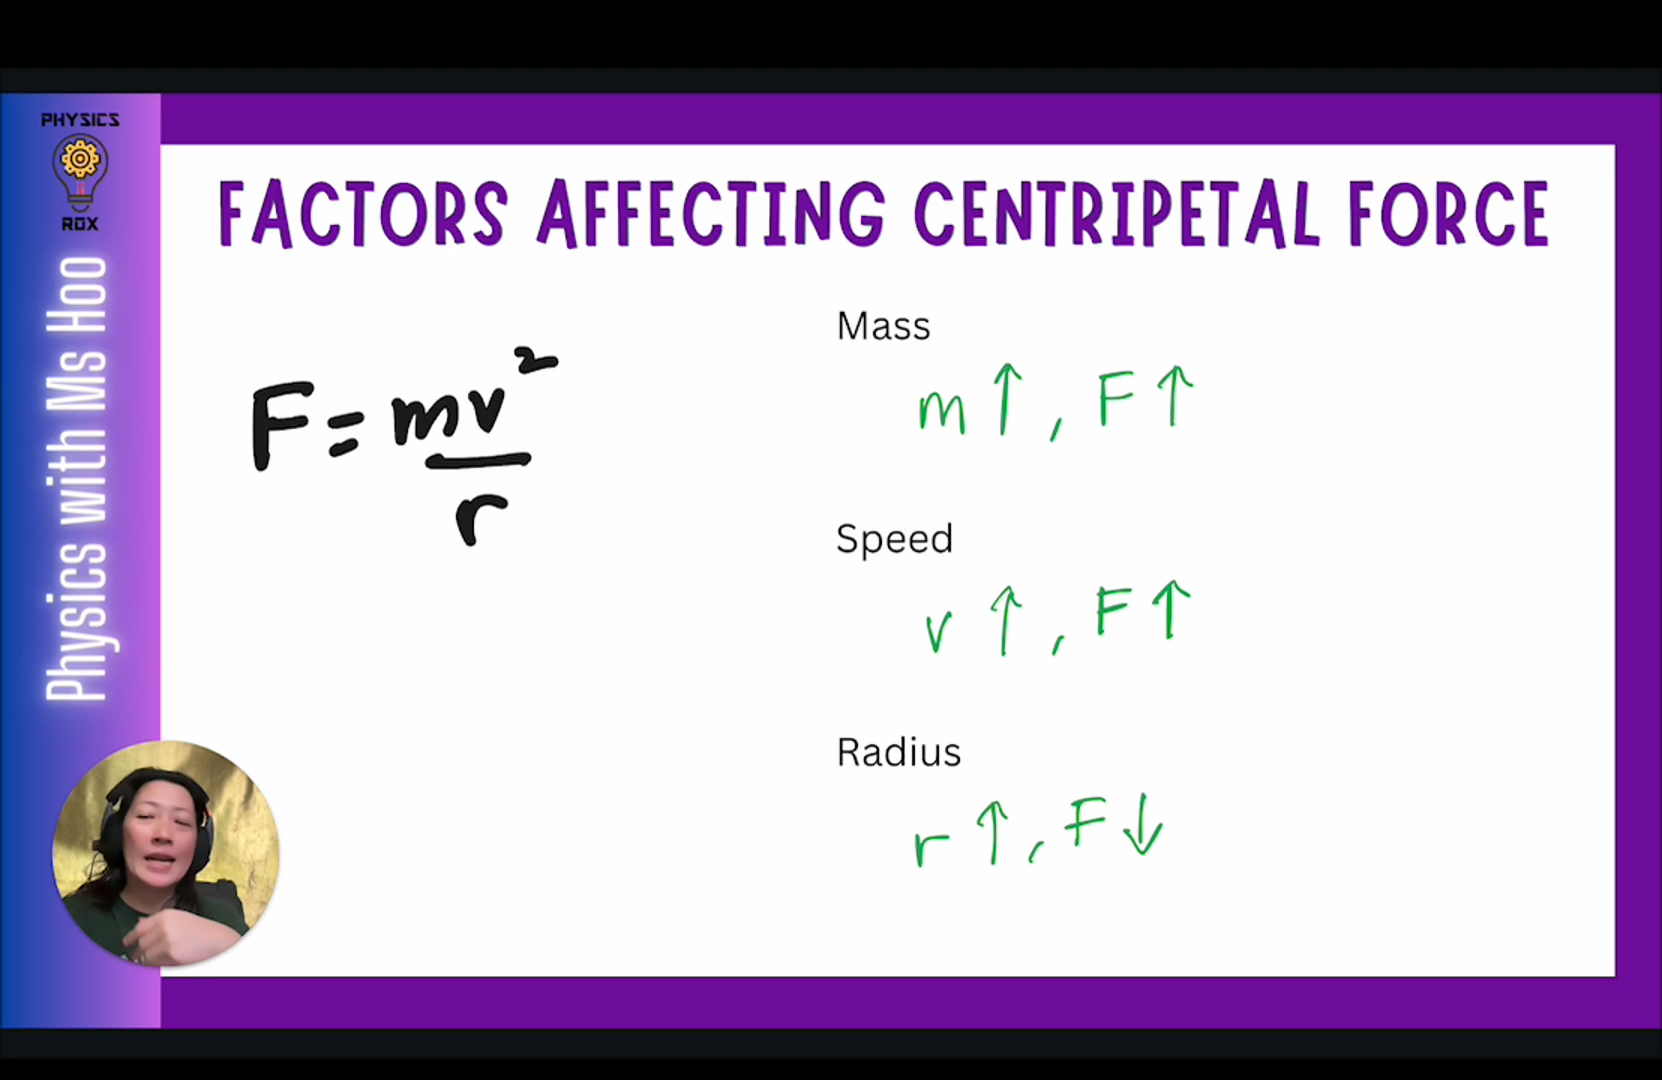 PHYSICS
ROX
Physics with Ms Hoo
FACTORS AFFECTING CENTRIPETAL FORCE
F = mv²
r
Mass
m ↑, F ↑
Speed
v ↑, F ↑
Radius
r ↑, F ↓